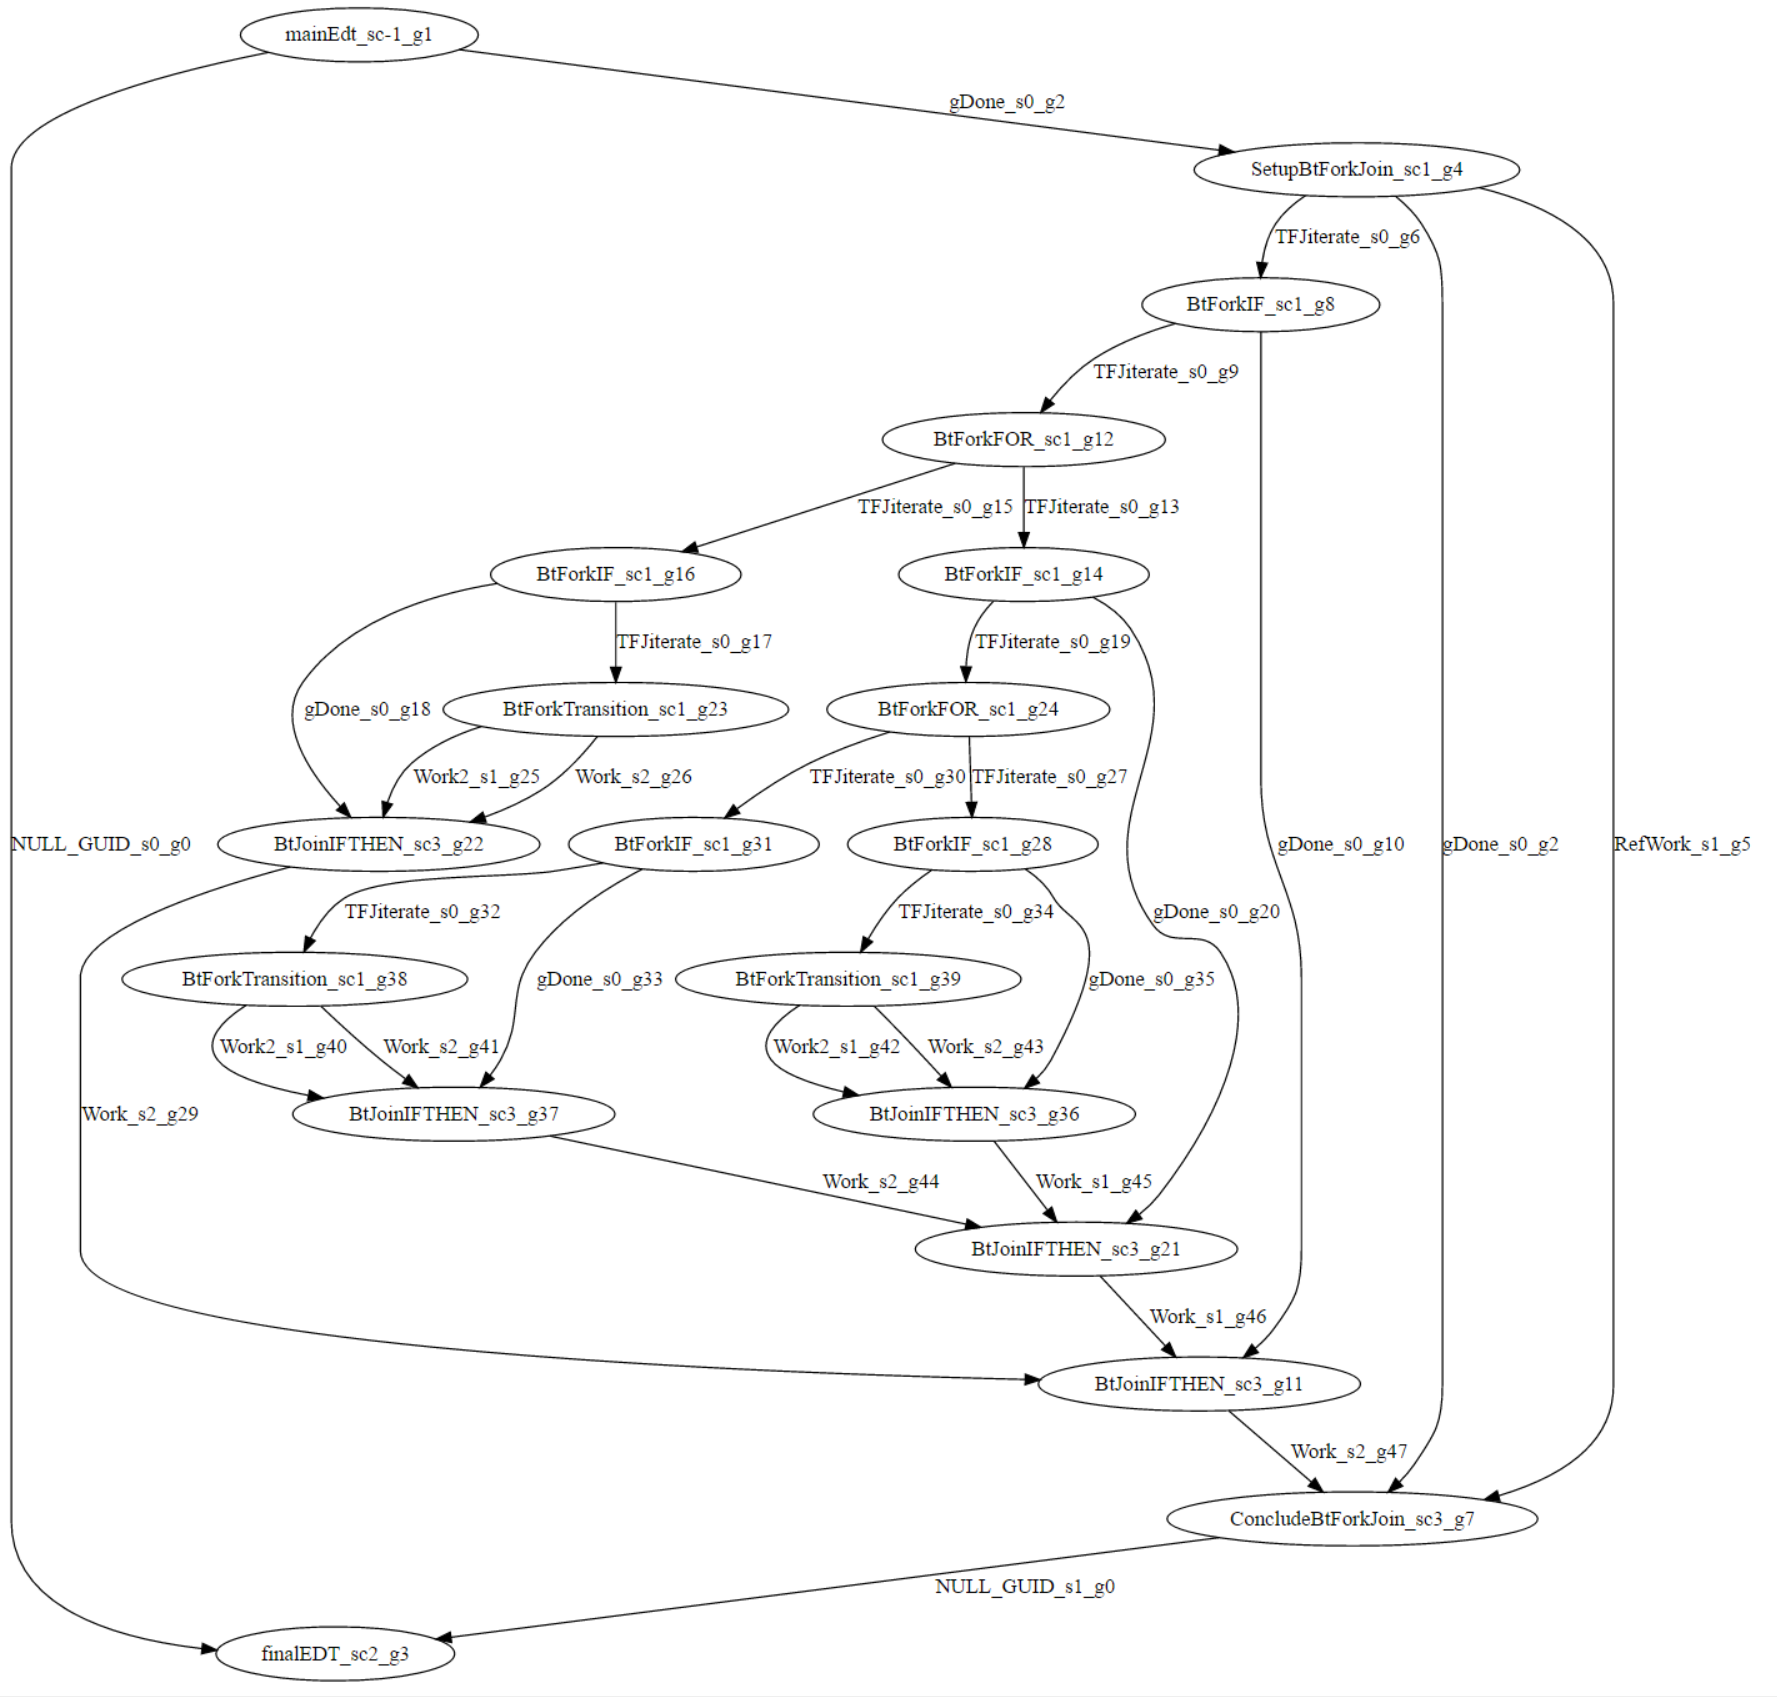 mainEdt_sc-1_g1
gDone_s0_g2
SetupBtForkJoin_sc1_g4
TFJiterate_s0_g6
BtForkIF_sc1_g8
TFJiterate_s0_g9
BtForkFOR_sc1_g12
TFJiterate_s0_g15
TFJiterate_s0_g13
BtForkIF_sc1_g16
BtForkIF_sc1_g14
TFJiterate_s0_g17
TFJiterate_s0_g19
gDone_s0_g18
BtForkTransition_sc1_g23
BtForkFOR_sc1_g24
Work2_s1_g25
Work_s2_g26
TFJiterate_s0_g30
TFJiterate_s0_g27
NULL_GUID_s0_g0
BtJoinIFTHEN_sc3_g22
BtForkIF_sc1_g31
BtForkIF_sc1_g28
gDone_s0_g10
gDone_s0_g2
RefWork_s1_g5
TFJiterate_s0_g32
TFJiterate_s0_g34
gDone_s0_g20
BtForkTransition_sc1_g38
gDone_s0_g33
BtForkTransition_sc1_g39
gDone_s0_g35
Work2_s1_g40
Work_s2_g41
Work2_s1_g42
Work_s2_g43
Work_s2_g29
BtJoinIFTHEN_sc3_g37
BtJoinIFTHEN_sc3_g36
Work_s2_g44
Work_s1_g45
BtJoinIFTHEN_sc3_g21
Work_s1_g46
BtJoinIFTHEN_sc3_g11
Work_s2_g47
ConcludeBtForkJoin_sc3_g7
NULL_GUID_s1_g0
finalEDT_sc2_g3